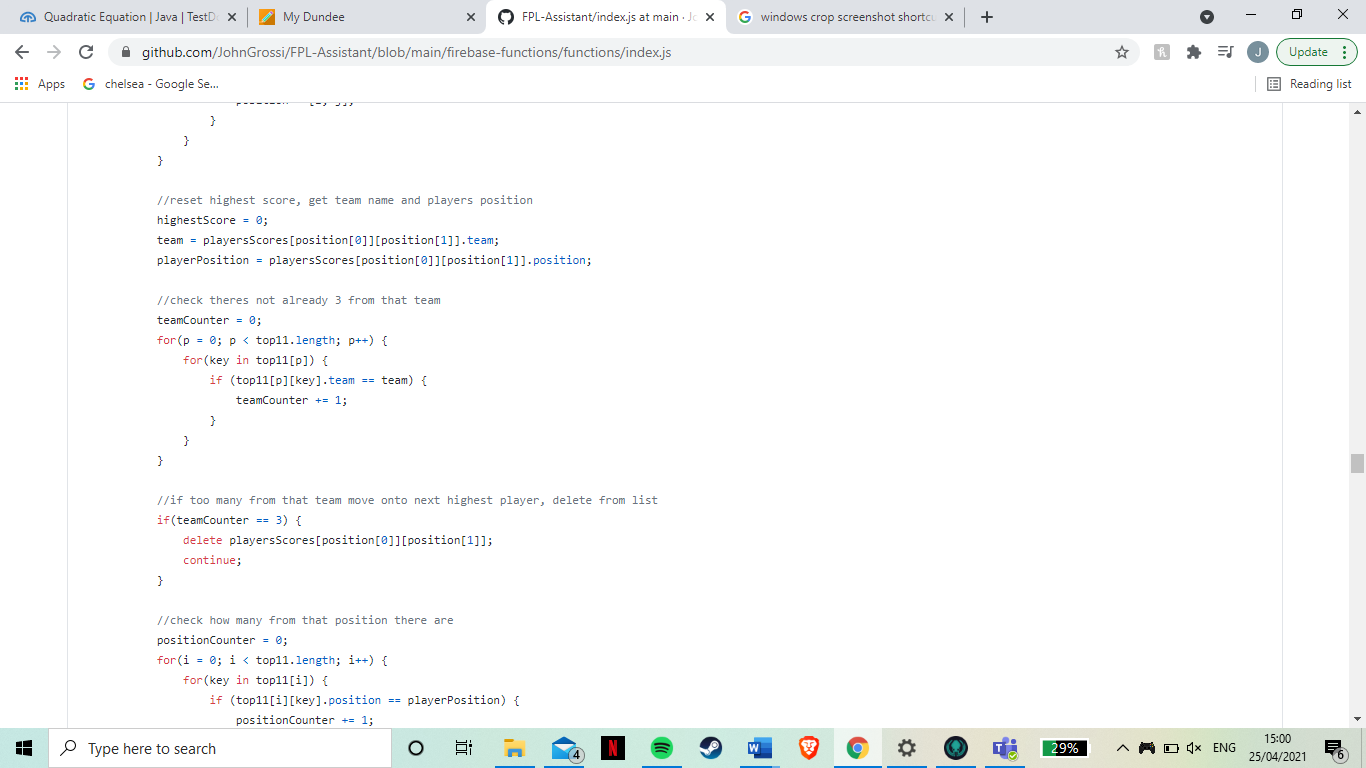 Quadratic Equation | Java | TestD
My Dundee
FPL-Assistant/index.js at main · Jo
windows crop screenshot shortcu
github.com/JohnGrossi/FPL-Assistant/blob/main/firebase-functions/functions/index.js
J
Update
Apps
chelsea - Google Se...
Reading list
}
}
}
//reset highest score, get team name and players position
highestScore = 0;
team = playersScores[position[0]][position[1]].team;
playerPosition = playersScores[position[0]][position[1]].position;
//check theres not already 3 from that team
teamCounter = 0;
for(p = 0; p < top11.length; p++) {
for(key in top11[p]) {
if (top11[p][key].team == team) {
teamCounter += 1;
}
}
}
//if too many from that team move onto next highest player, delete from list
if(teamCounter == 3) {
delete playersScores[position[0]][position[1]];
continue;
}
//check how many from that position there are
positionCounter = 0;
for(i = 0; i < top11.length; i++) {
for(key in top11[i]) {
if (top11[i][key].position == playerPosition) {
positionCounter += 1;
Type here to search
4
N
W
T
29%
ENG
15:00
25/04/2021
6